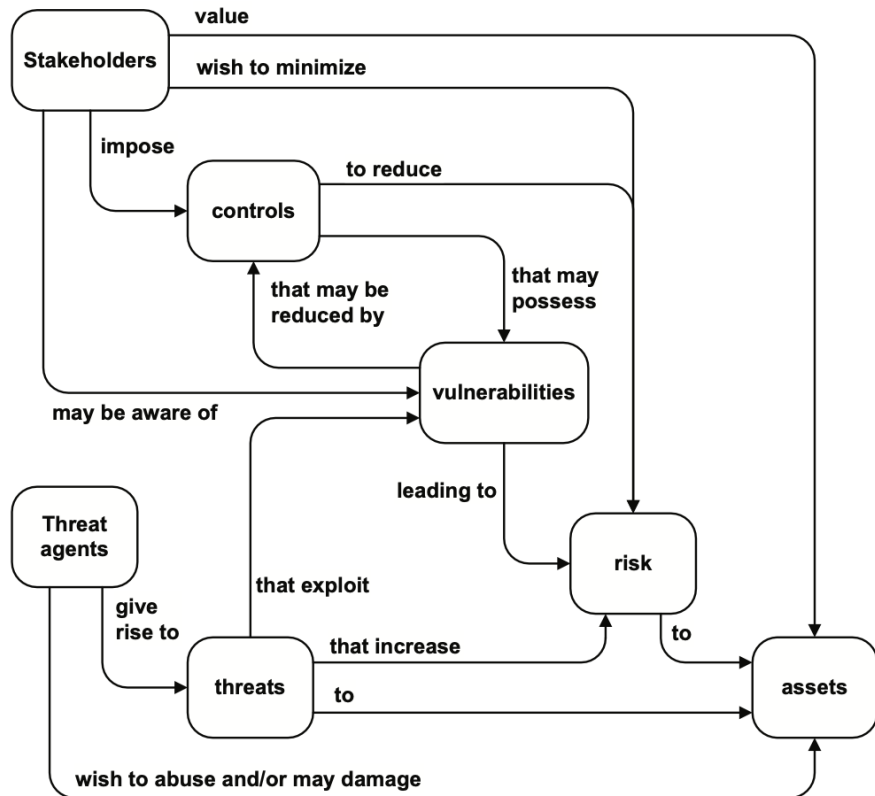 value
Stakeholders
wish to minimize
impose
to reduce
controls
that may be
reduced by
that may
possess
vulnerabilities
may be aware of
leading to
Threat
agents
risk
that exploit
give
rise to
that increase
to
threats
to
assets
wish to abuse and/or may damage